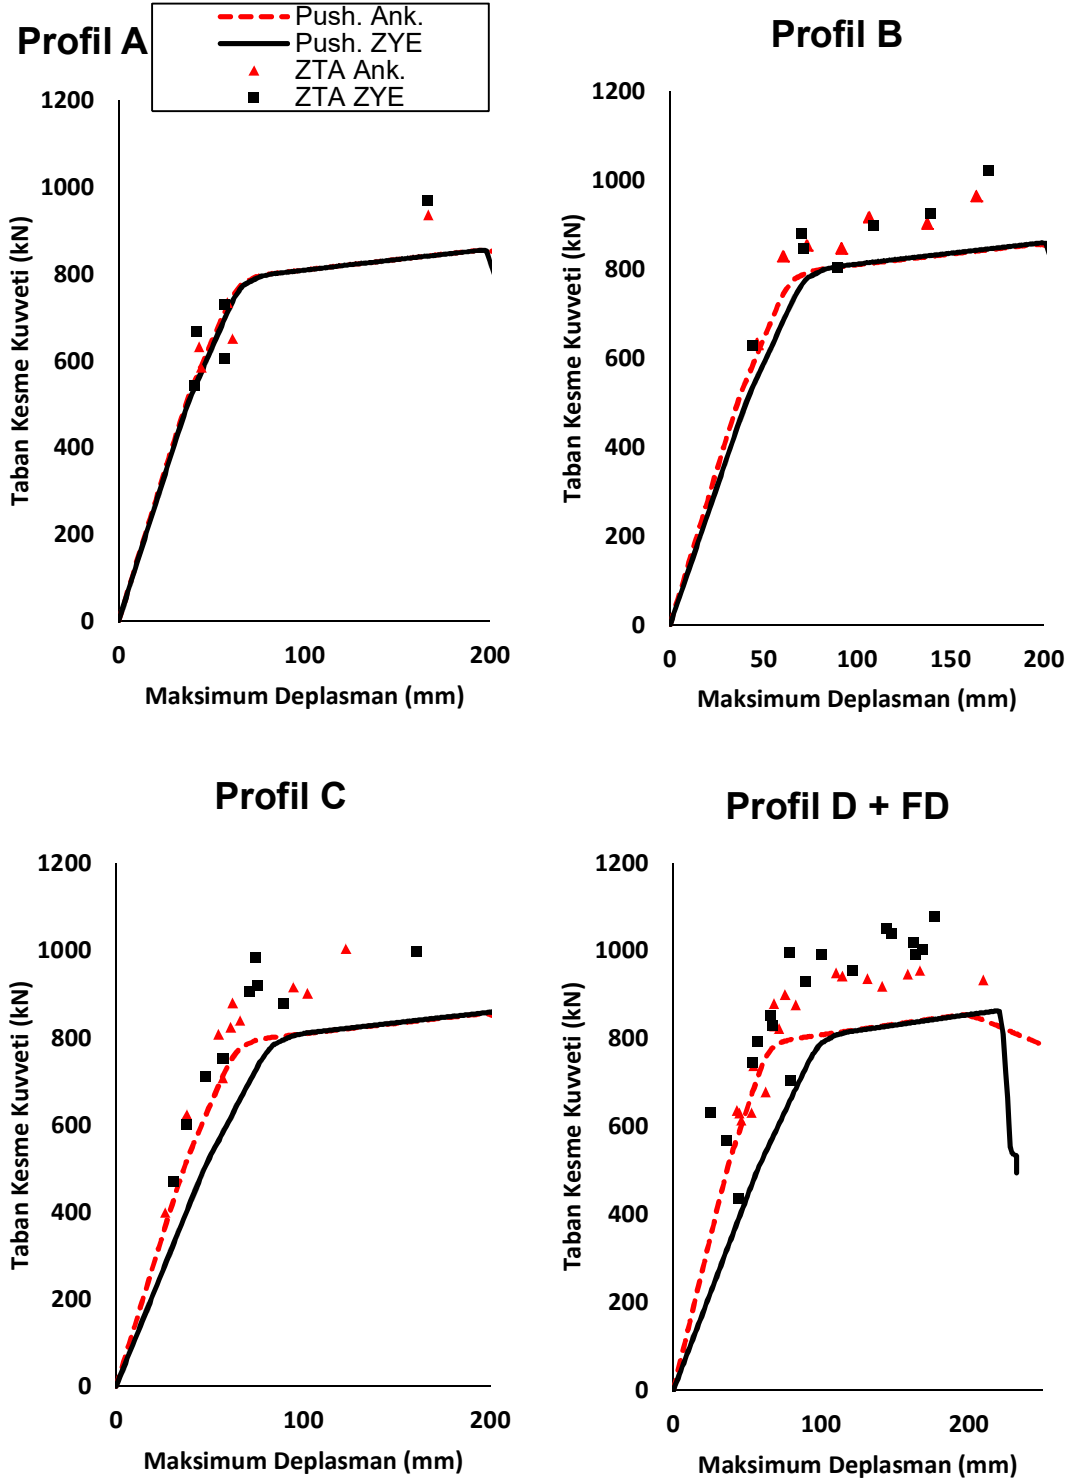 Profil A
Push. Ank.
Push. ZYE
ZTA Ank.
ZTA ZYE
1200
1000
800
600
400
200
0
0 100 200
Taban Kesme Kuvveti (kN)
Maksimum Deplasman (mm)
Profil B
1200
1000
800
600
400
200
0
0 50 100 150 200
Taban Kesme Kuvveti (kN)
Maksimum Deplasman (mm)
Profil C
1200
1000
800
600
400
200
0
0 100 200
Taban Kesme Kuvveti (kN)
Maksimum Deplasman (mm)
Profil D + FD
1200
1000
800
600
400
200
0
0 100 200
Taban Kesme Kuvveti (kN)
Maksimum Deplasman (mm)